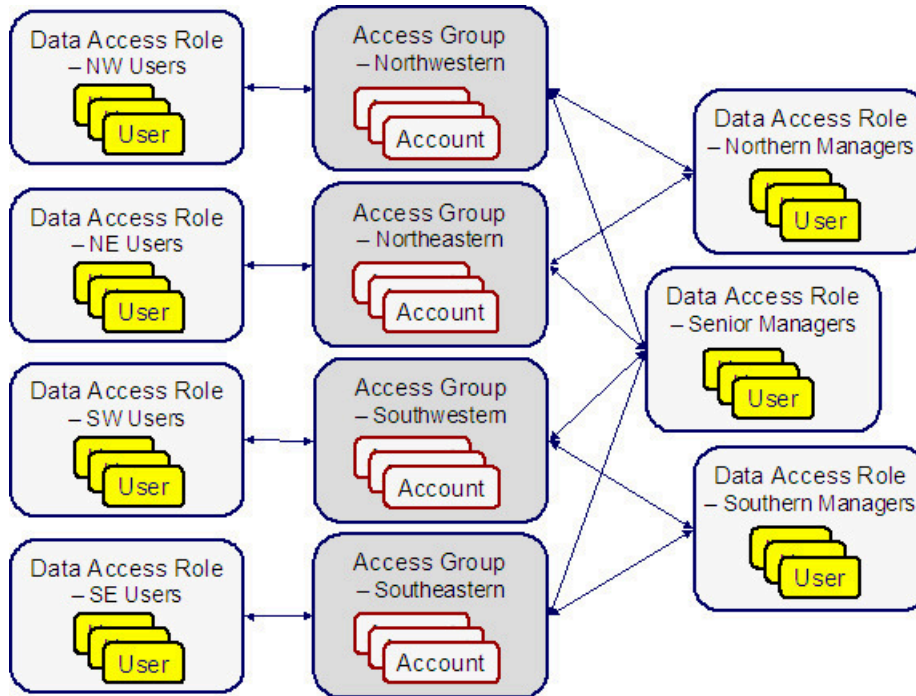 Data Access Role
– NW Users
User
Access Group
– Northwestern
Account
Data Access Role
– Northern Managers
User
Data Access Role
– NE Users
User
Access Group
– Northeastern
Account
Data Access Role
– Senior Managers
User
Data Access Role
– SW Users
User
Access Group
– Southwestern
Account
Data Access Role
– Southern Managers
User
Data Access Role
– SE Users
User
Access Group
– Southeastern
Account